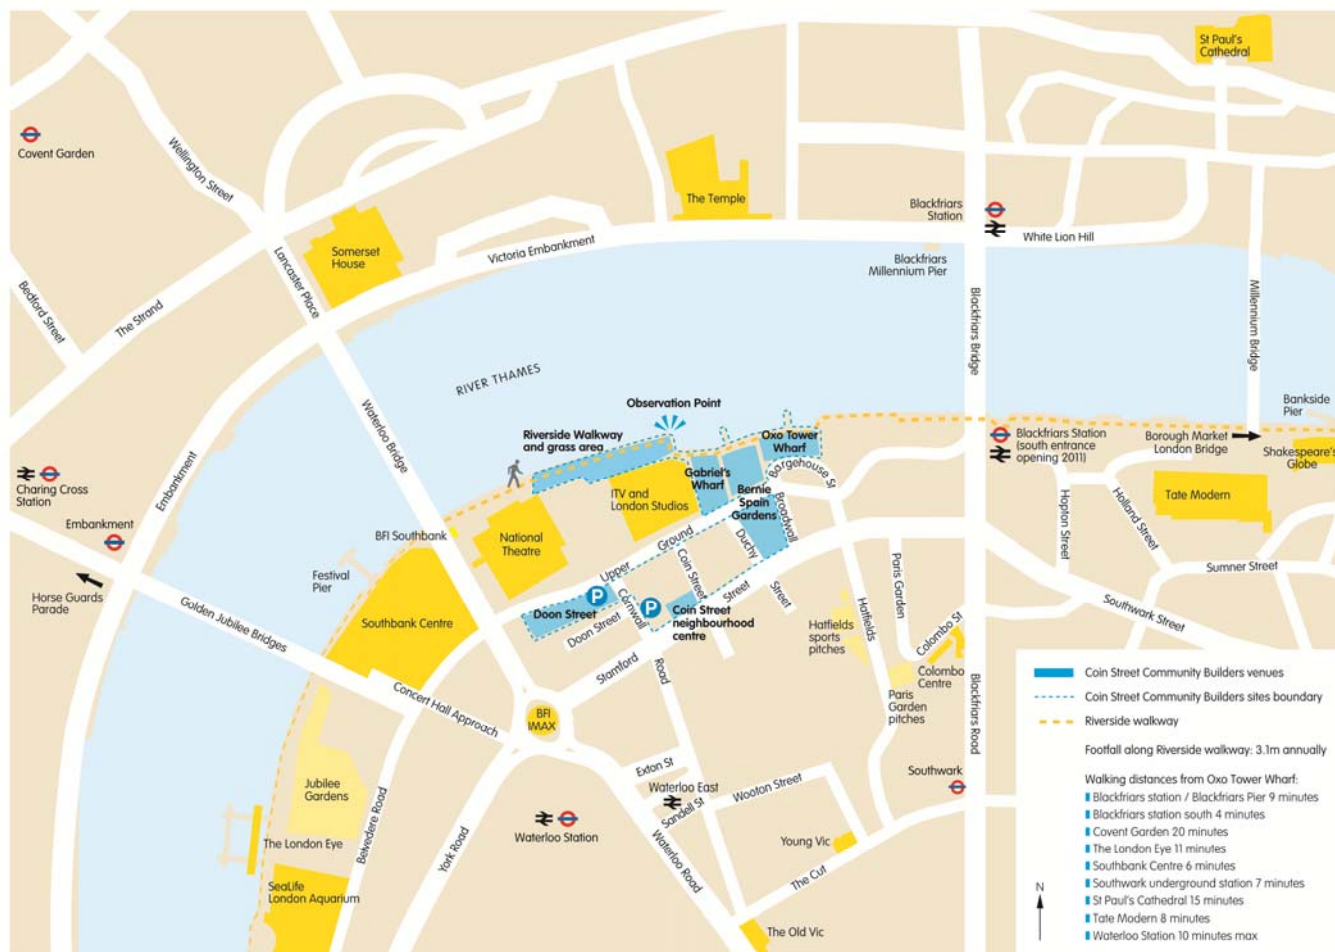 St Paul's
Cathedral
Covent Garden
Wellington Street
The Temple
Blackfriars
Station
White Lion Hill
Somerset
House
Lancaster Place
Victoria Embankment
Blackfriars
Millennium Pier
Bedford Street
The Strand
Blackfriars Bridge
Millennium Bridge
RIVER THAMES
Waterloo Bridge
Observation Point
Riverside Walkway
and grass area
Oxo Tower
Wharf
Bankside
Pier
Blackfriars Station
(south entrance
opening 2011)
Borough Market
London Bridge
Shakespeare's
Globe
Embankment
Charing Cross
Station
Gabriel's
Wharf
Bargehouse St
ITV and
London Studios
Bernie
Spain
Gardens
Broadwall
Tate Modern
Hopton Street
Holland Street
Embankment
BFI Southbank
National
Theatre
Upper
Ground
Coin Street
Duchy
Street
Paris Garden
Sumner Street
Horse Guards
Parade
Festival
Pier
Golden Jubilee Bridges
Southbank Centre
Doon Street
P
Doon Street
Cornwall
Road
P
Coin Street
neighbourhood
centre
Stamford
Street
Hatfields
Hatfields
sports
pitches
Colombo St
Colombo
Centre
Southwark Street
Paris
Garden
pitches
Blackfriars Road
Concert Hall Approach
BFI
IMAX
Exton St
Waterloo East
Sandell St
Wooton Street
Southwark
Jubilee
Gardens
Belvedere Road
York Road
Waterloo Station
Waterloo Road
Young Vic
The Cut
The London Eye
SeaLife
London Aquarium
The Old Vic
Coin Street Community Builders venues
Coin Street Community Builders sites boundary
Riverside walkway
Footfall along Riverside walkway: 3.1m annually
Walking distances from Oxo Tower Wharf:
Blackfriars station / Blackfriars Pier 9 minutes
Blackfriars station south 4 minutes
Covent Garden 20 minutes
The London Eye 11 minutes
Southbank Centre 6 minutes
Southwark underground station 7 minutes
St Paul's Cathedral 15 minutes
Tate Modern 8 minutes
Waterloo Station 10 minutes max
N